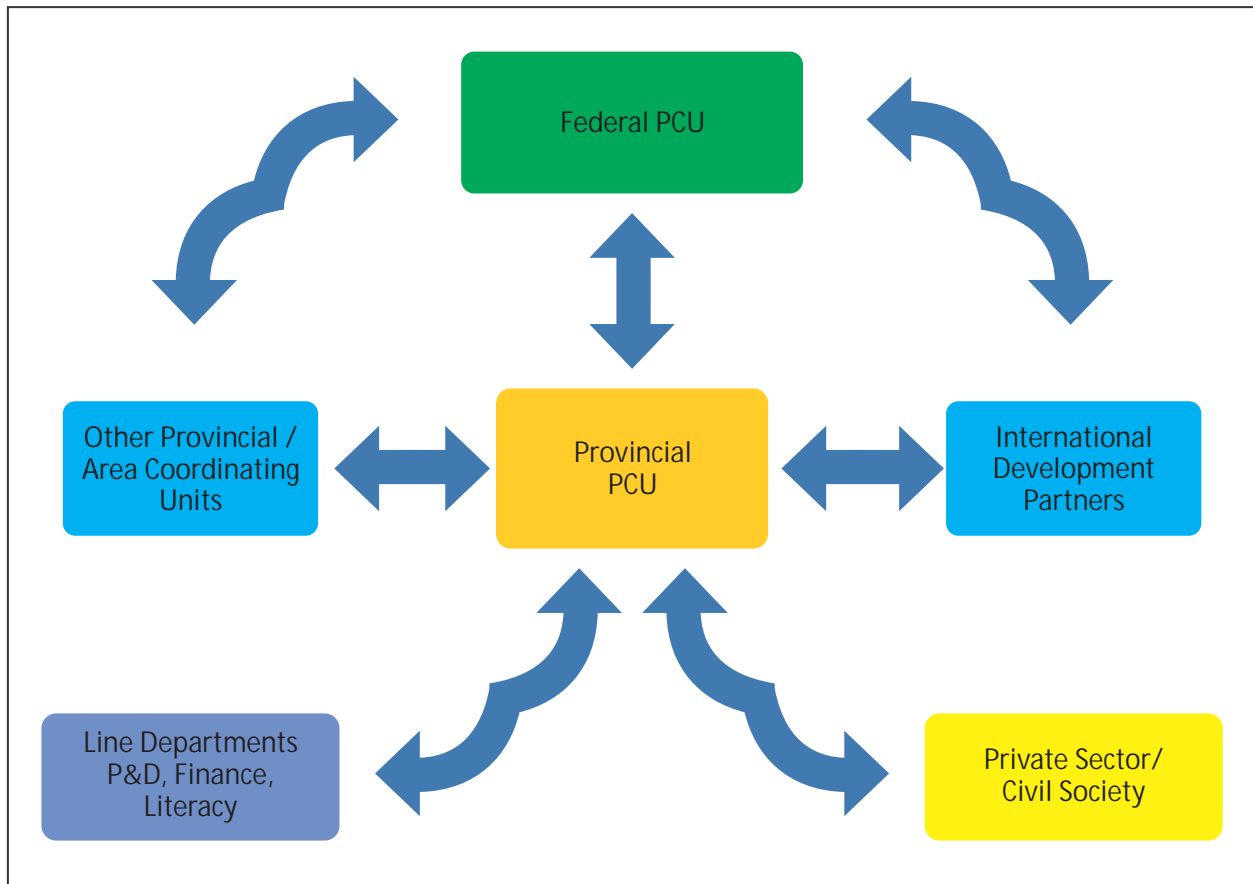 Federal PCU
Other Provincial /
Area Coordinating
Units
Provincial
PCU
International
Development
Partners
Line Departments
P&D, Finance,
Literacy
Private Sector/
Civil Society